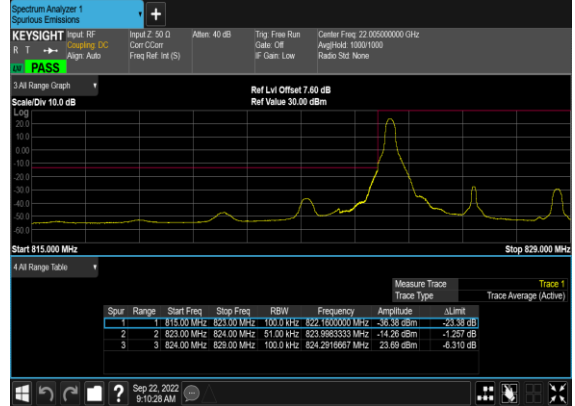 Spectrum Analyzer 1
Spurious Emissions
+
KEYSIGHT Input: RF Input Z: 50 Ω Atten: 40 dB Trig: Free Run Center Freq: 22.005000000 GHz
R T Coupling: DC Corr CCorr Gate: Off Avg|Hold: 1000/1000
Align: Auto Freq Ref: Int (S) IF Gain: Low Radio Std: None
LW PASS
3 All Range Graph
Ref Lvl Offset 7.60 dB
Scale/Div 10.0 dB Ref Value 30.00 dBm
Log
20.0
10.0
0.00
-10.0
-20.0
-30.0
-40.0
-50.0
-60.0
Start 815.000 MHz Stop 829.000 MHz
4 All Range Table
Measure Trace Trace 1
Trace Type Trace Average (Active)
Spur Range Start Freq Stop Freq RBW Frequency Amplitude ΔLimit
1 1 815.00 MHz 823.00 MHz 100.0 kHz 822.1600000 MHz -36.38 dBm -23.38 dB
2 2 823.00 MHz 824.00 MHz 51.00 kHz 823.9983333 MHz -14.26 dBm -1.257 dB
3 3 824.00 MHz 829.00 MHz 100.0 kHz 824.2916667 MHz 23.69 dBm -6.310 dB
? Sep 22, 2022
9:10:28 AM